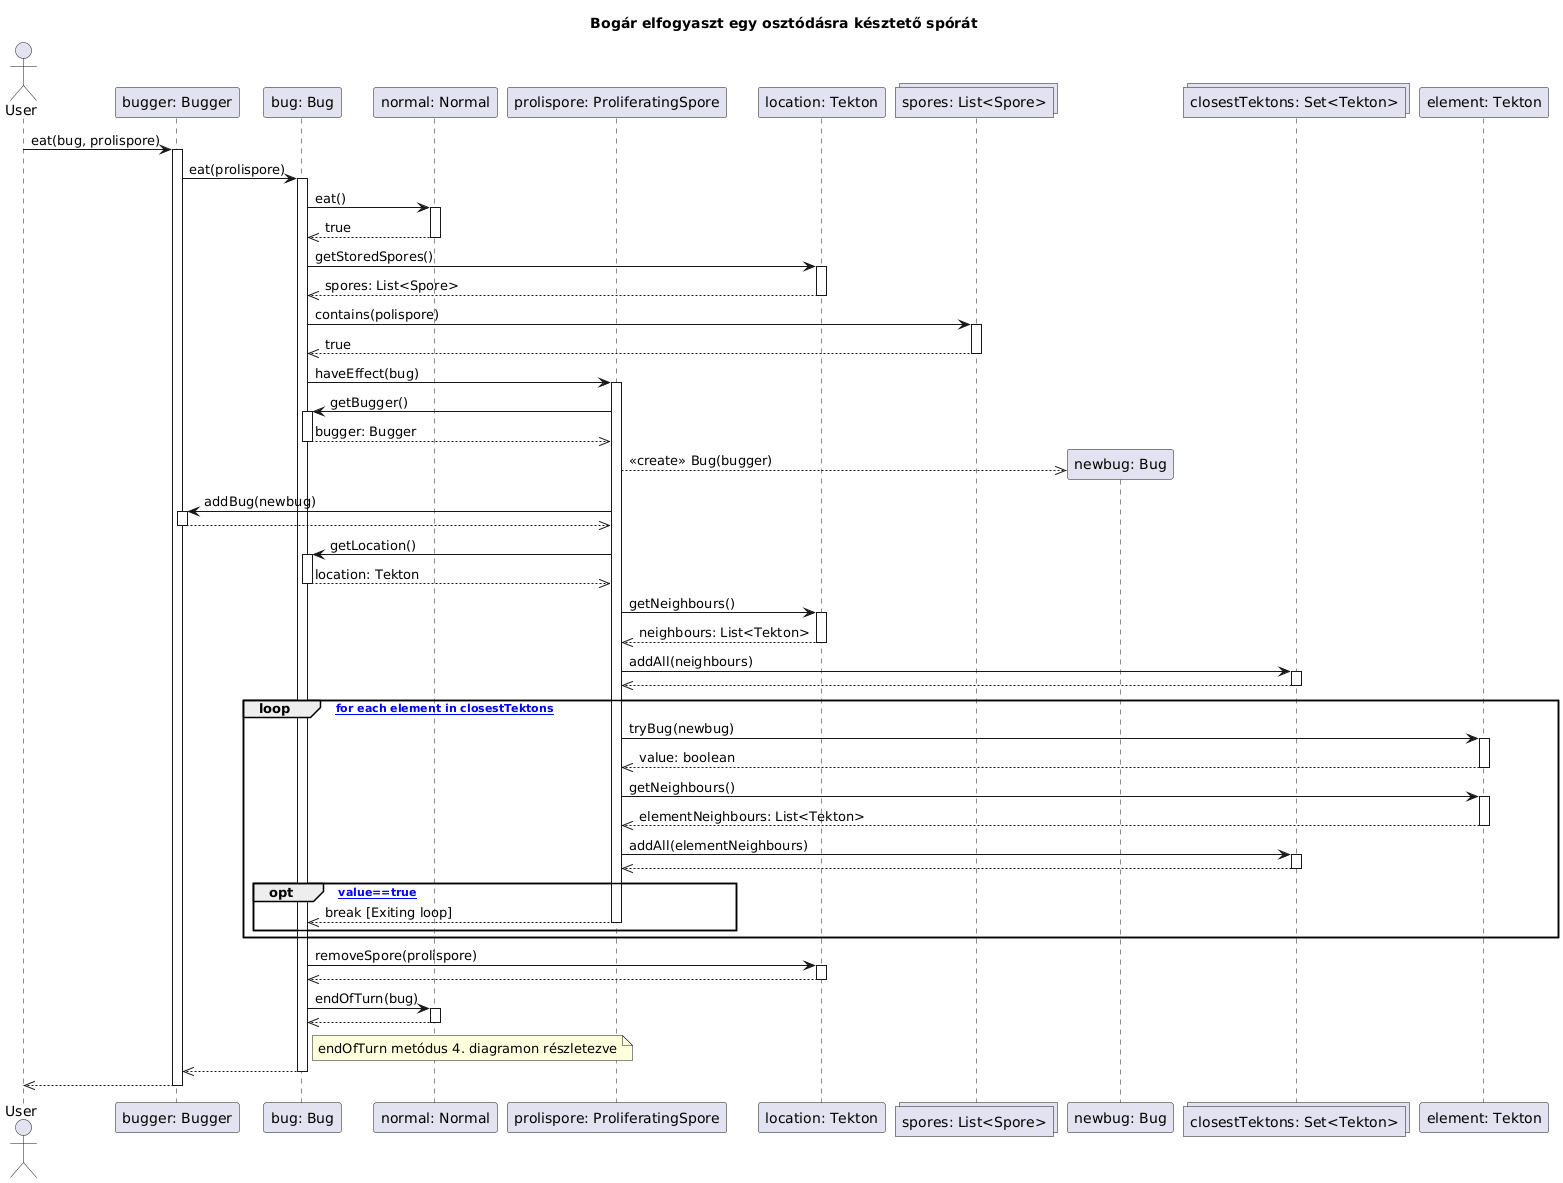 Bogár elfogyaszt egy osztódásra késztető spórát
User
bugger: Bugger
bug: Bug
normal: Normal
prolispore: ProliferatingSpore
location: Tekton
spores: List<Spore>
closestTektons: Set<Tekton>
element: Tekton
eat(bug, prolispore)
eat(prolispore)
eat()
true
getStoredSpores()
spores: List<Spore>
contains(polispore)
true
haveEffect(bug)
getBugger()
bugger: Bugger
«create» Bug(bugger)
newbug: Bug
addBug(newbug)
getLocation()
location: Tekton
getNeighbours()
neighbours: List<Tekton>
addAll(neighbours)
loop
for each element in closestTektons
tryBug(newbug)
value: boolean
getNeighbours()
elementNeighbours: List<Tekton>
addAll(elementNeighbours)
opt
value==true
break [Exiting loop]
removeSpore(prolispore)
endOfTurn(bug)
endOfTurn metódus 4. diagramon részletezve
User
bugger: Bugger
bug: Bug
normal: Normal
prolispore: ProliferatingSpore
location: Tekton
spores: List<Spore>
newbug: Bug
closestTektons: Set<Tekton>
element: Tekton